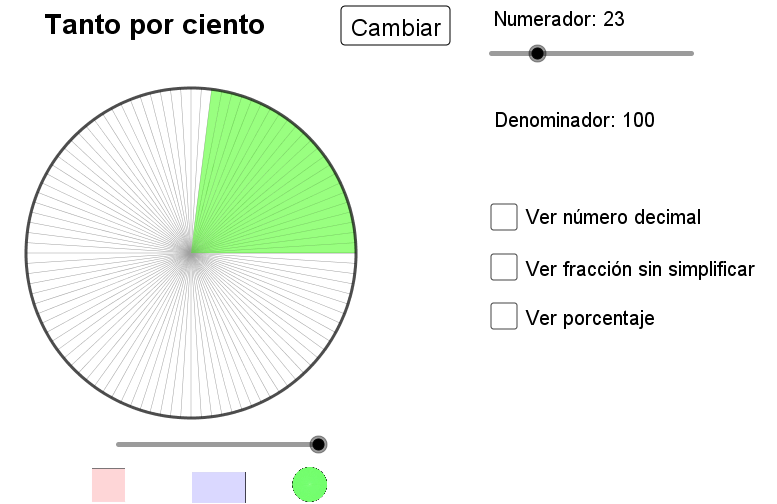 Tanto por ciento
Cambiar
Numerador: 23
Denominador: 100
Ver número decimal
Ver fracción sin simplificar
Ver porcentaje